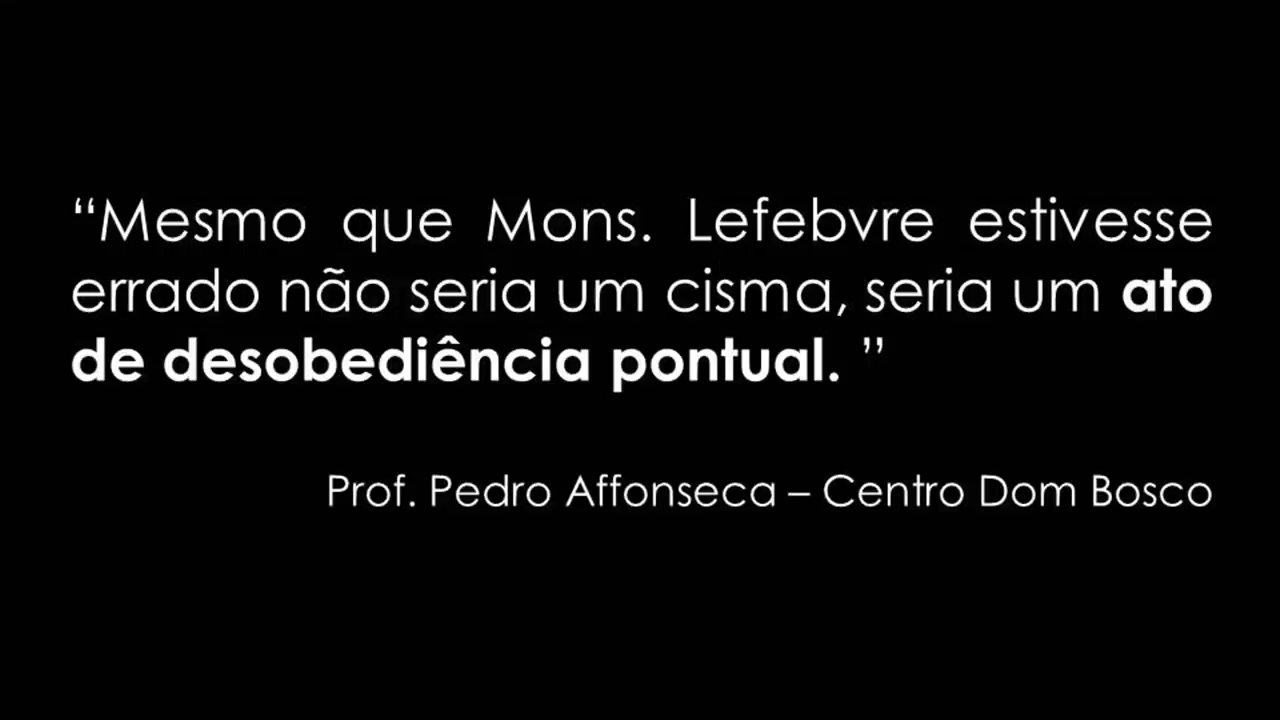 “Mesmo que Mons. Lefebvre estivesse
errado não seria um cisma, seria um ato
de desobediência pontual. ”
Prof. Pedro Affonseca – Centro Dom Bosco